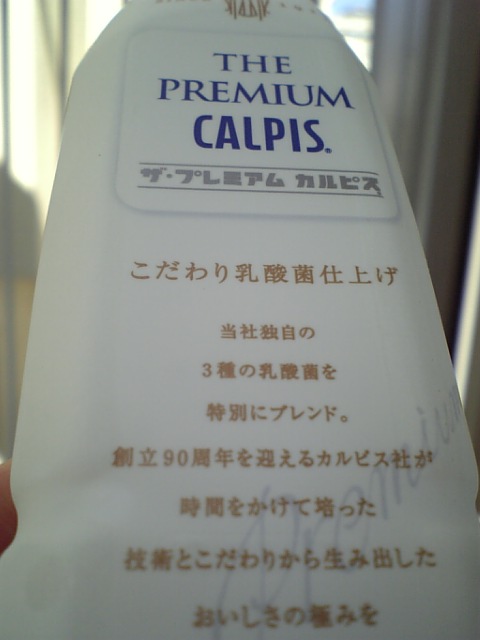 THE
PREMIUM
CALPIS®
ザ・プレミアム カルピス
こだわり乳酸菌仕上げ
当社独自の
3種の乳酸菌を
特別にブレンド。
創立90周年を迎えるカルピス社が
時間をかけて培った
技術とこだわりから生み出した
おいしさの極みを
Premium